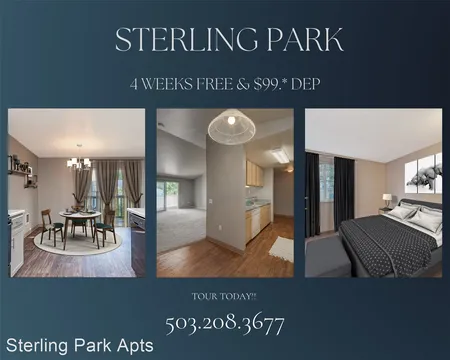 STERLING PARK
4 WEEKS FREE & $99.* DEP
TOUR TODAY!!
503.208.3677
Sterling Park Apts